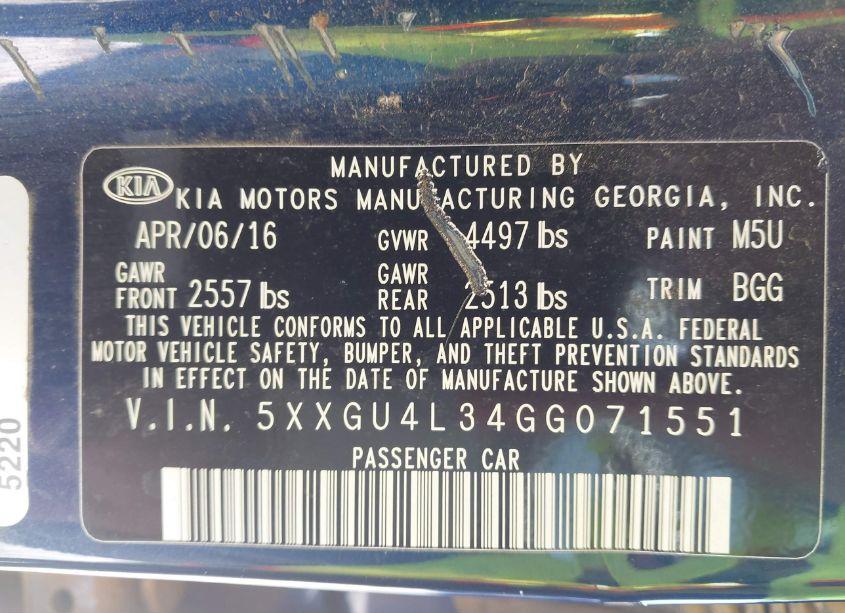 MANUFACTURED BY
KIA KIA MOTORS MANUFACTURING GEORGIA, INC.
APR/06/16 GVWR 4497 lbs PAINT M5U
GAWR FRONT 2557 lbs GAWR REAR 2513 lbs TRIM BGG
THIS VEHICLE CONFORMS TO ALL APPLICABLE U.S.A. FEDERAL
MOTOR VEHICLE SAFETY, BUMPER, AND THEFT PREVENTION STANDARDS
IN EFFECT ON THE DATE OF MANUFACTURE SHOWN ABOVE.
V.I.N. 5XXGU4L34GG071551
PASSENGER CAR
5220